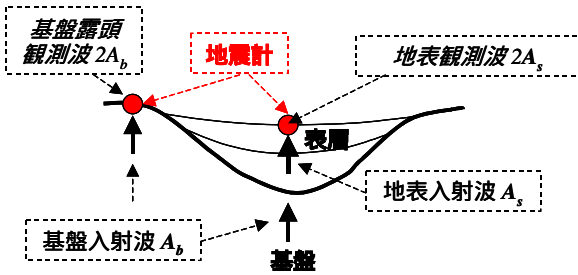 基盤露頭
観測波 2Ab
地震計
地表観測波 2As
表層
地表入射波 As
基盤入射波 Ab
基盤